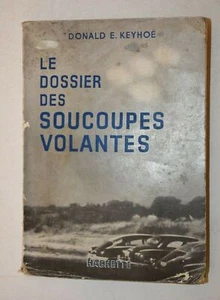 DONALD E. KEYHOE
LE
DOSSIER
DES
SOUCOUPES
VOLANTES
HACHETTE